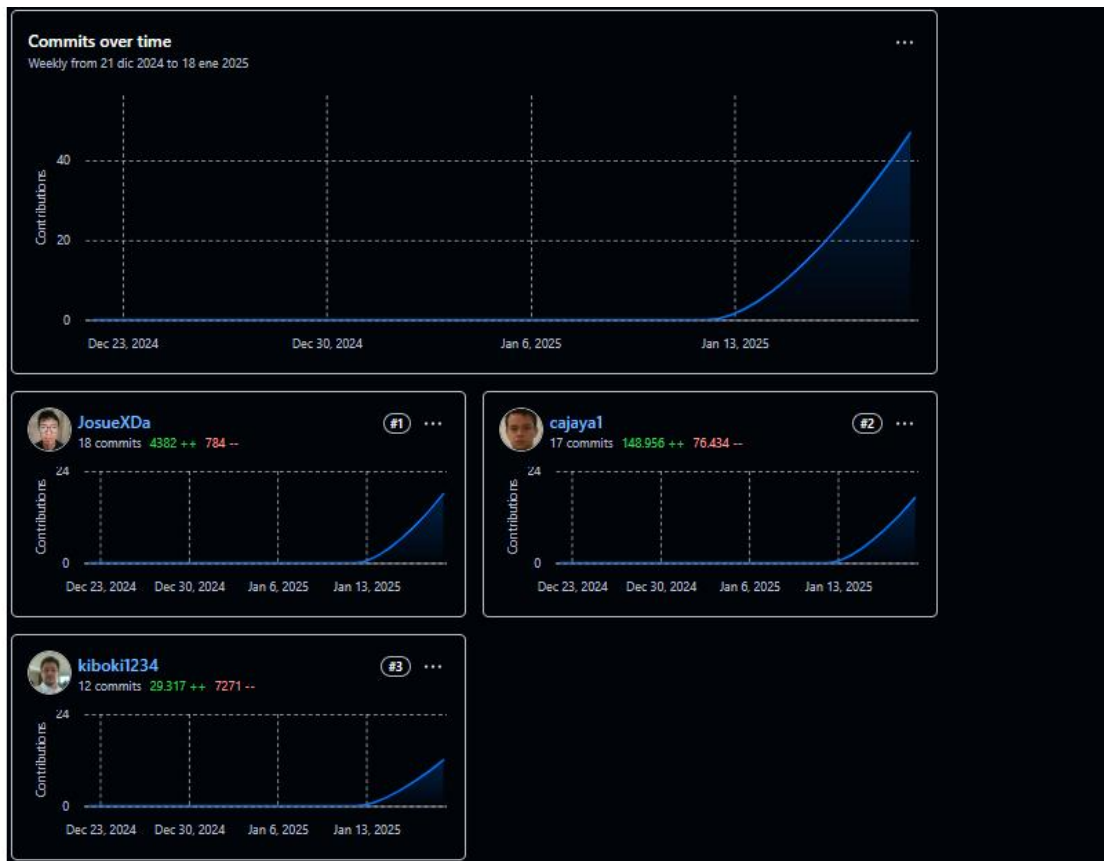 Commits over time
Weekly from 21 dic 2024 to 18 ene 2025
Contributions
40
20
0
Dec 23, 2024 Dec 30, 2024 Jan 6, 2025 Jan 13, 2025
JosueXDa #1
18 commits 4382 ++ 784 --
Contributions
24
0
Dec 23, 2024 Dec 30, 2024 Jan 6, 2025 Jan 13, 2025
cajaya1 #2
17 commits 148.956 ++ 76.434 --
Contributions
24
0
Dec 23, 2024 Dec 30, 2024 Jan 6, 2025 Jan 13, 2025
kiboki1234 #3
12 commits 29.317 ++ 7271 --
Contributions
24
0
Dec 23, 2024 Dec 30, 2024 Jan 6, 2025 Jan 13, 2025